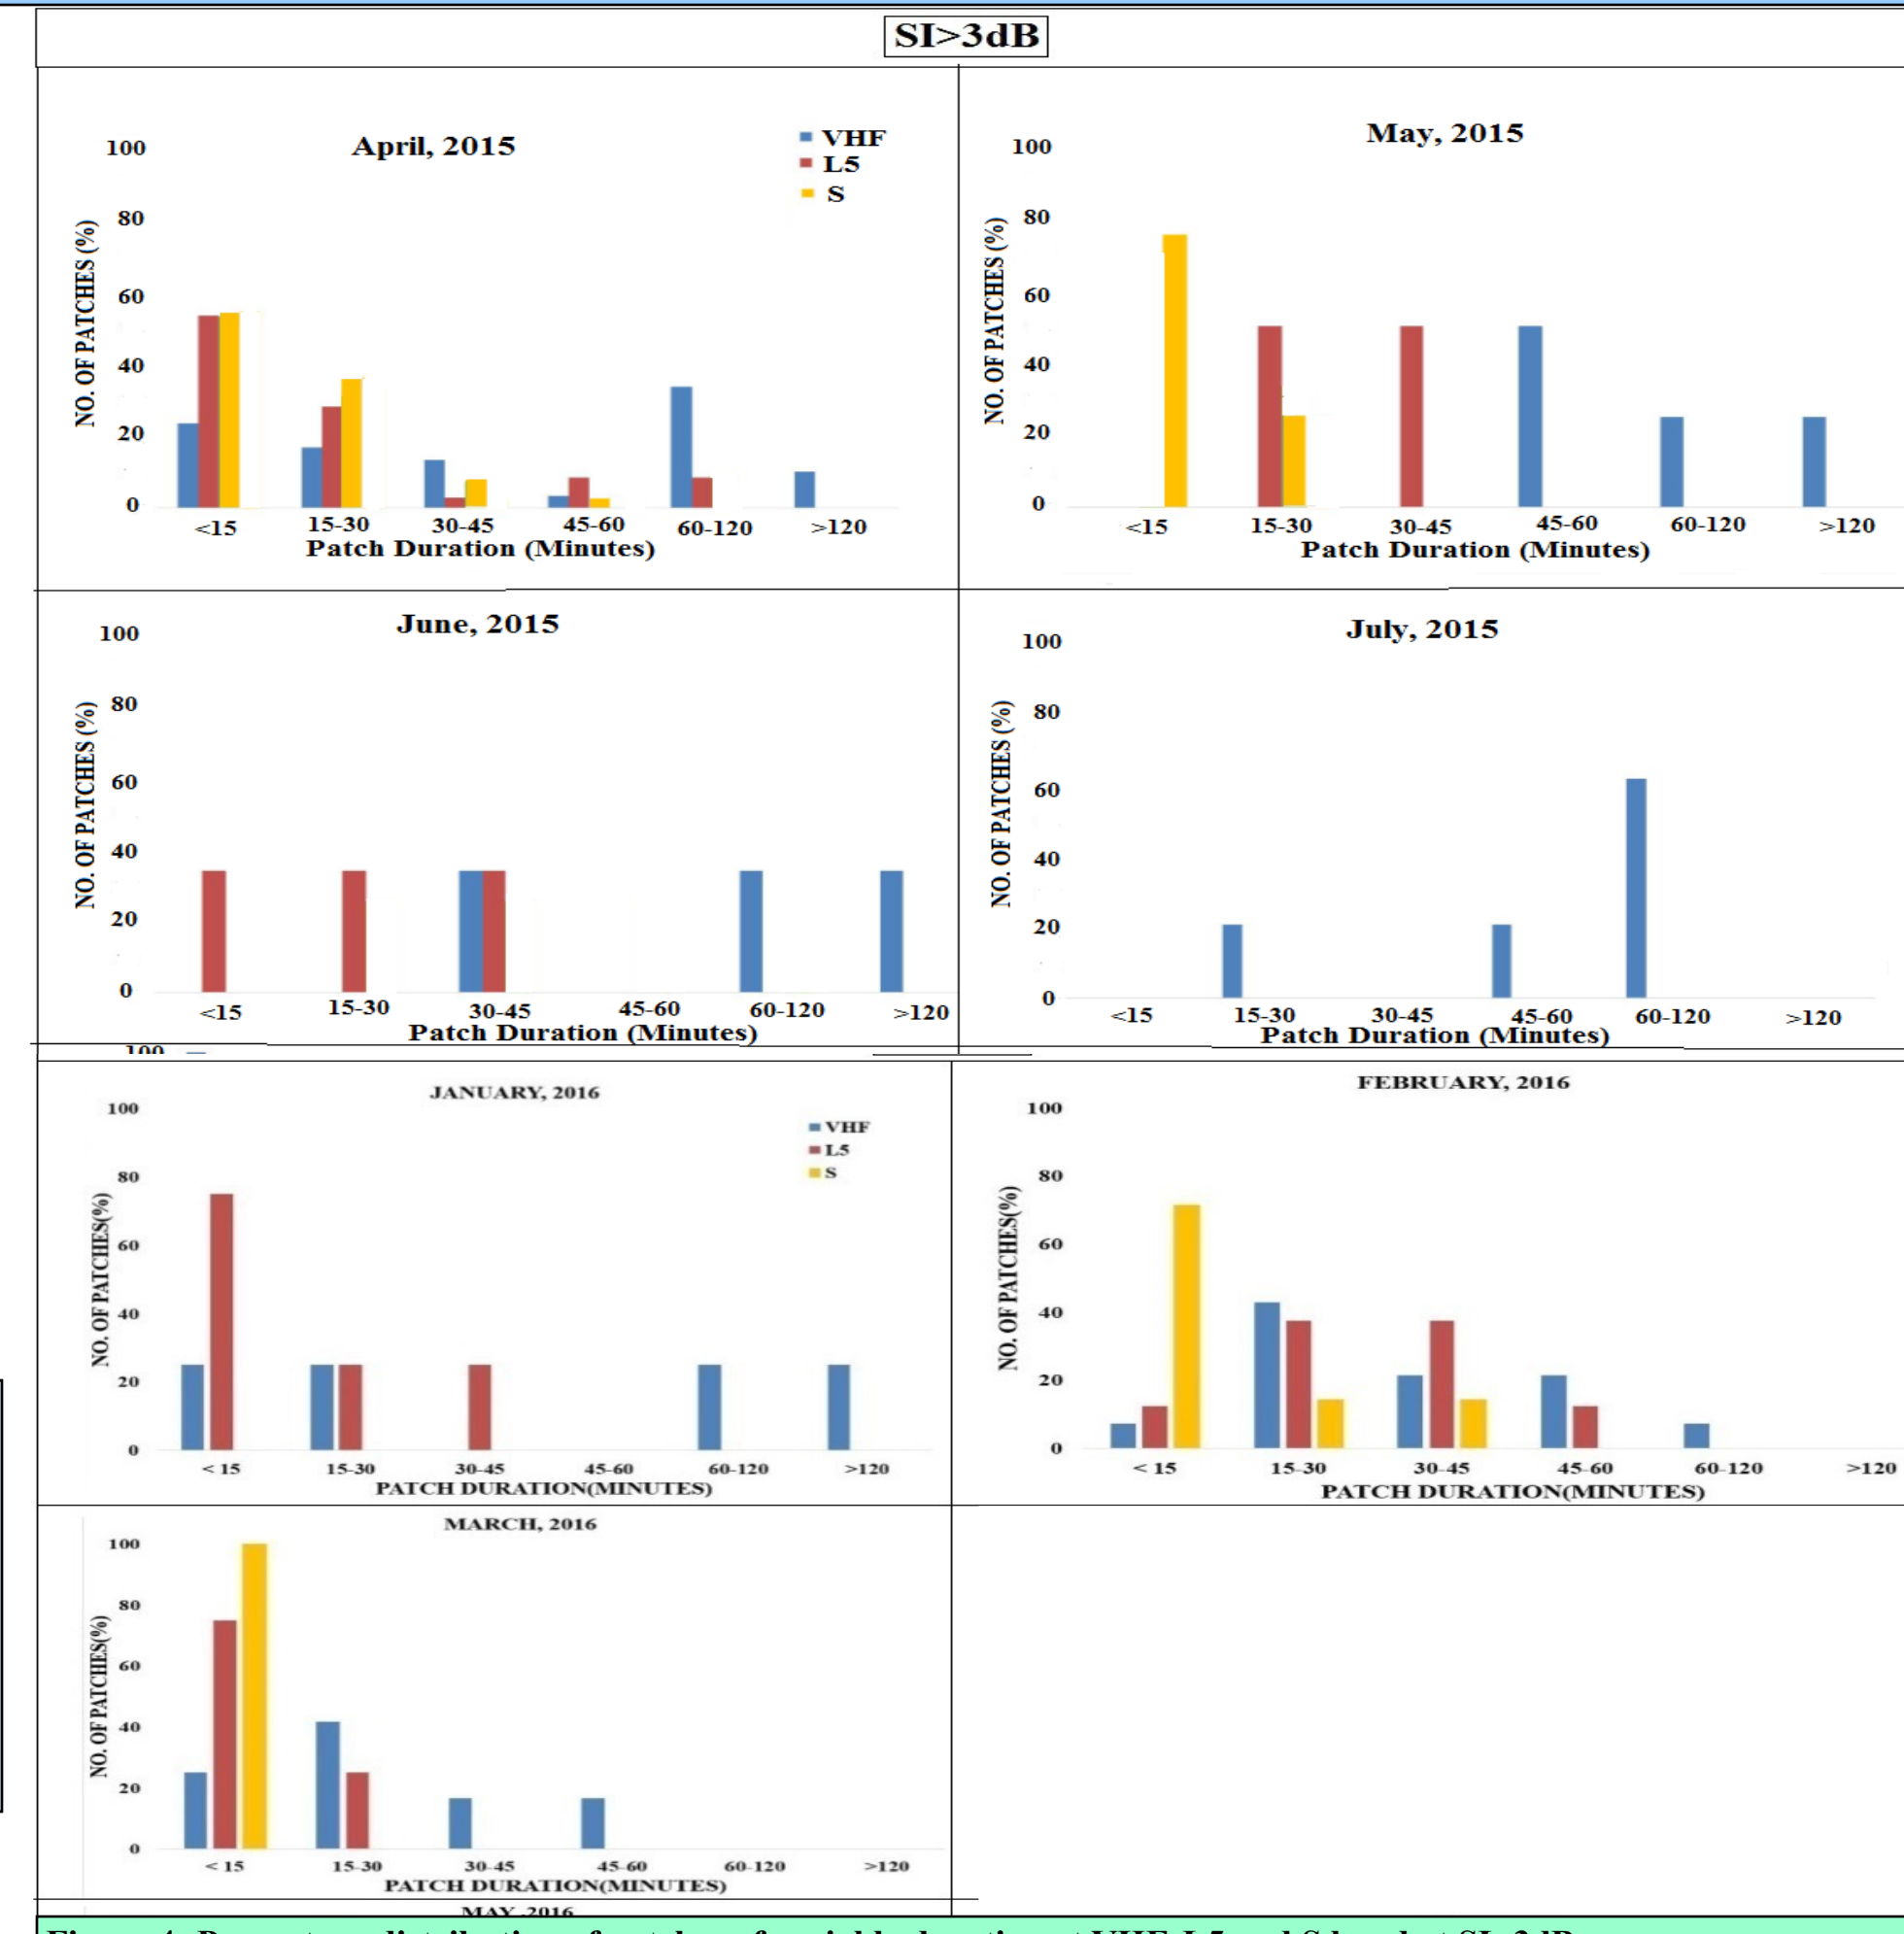 SI>3dB
April, 2015
VHF
L5
S
NO. OF PATCHES (%)
100
80
60
40
20
0
<15 15-30 30-45 45-60 60-120 >120
Patch Duration (Minutes)
May, 2015
NO. OF PATCHES (%)
100
80
60
40
20
0
<15 15-30 30-45 45-60 60-120 >120
Patch Duration (Minutes)
June, 2015
NO. OF PATCHES (%)
100
80
60
40
20
0
<15 15-30 30-45 45-60 60-120 >120
Patch Duration (Minutes)
July, 2015
NO. OF PATCHES (%)
100
80
60
40
20
0
<15 15-30 30-45 45-60 60-120 >120
Patch Duration (Minutes)
100
JANUARY, 2016
VHF
L5
S
NO. OF PATCHES(%)
100
80
60
40
20
0
< 15 15-30 30-45 45-60 60-120 >120
PATCH DURATION(MINUTES)
FEBRUARY, 2016
NO. OF PATCHES(%)
100
80
60
40
20
0
< 15 15-30 30-45 45-60 60-120 >120
PATCH DURATION(MINUTES)
MARCH, 2016
NO. OF PATCHES(%)
100
80
60
40
20
0
< 15 15-30 30-45 45-60 60-120 >120
PATCH DURATION(MINUTES)
MAY ,2016